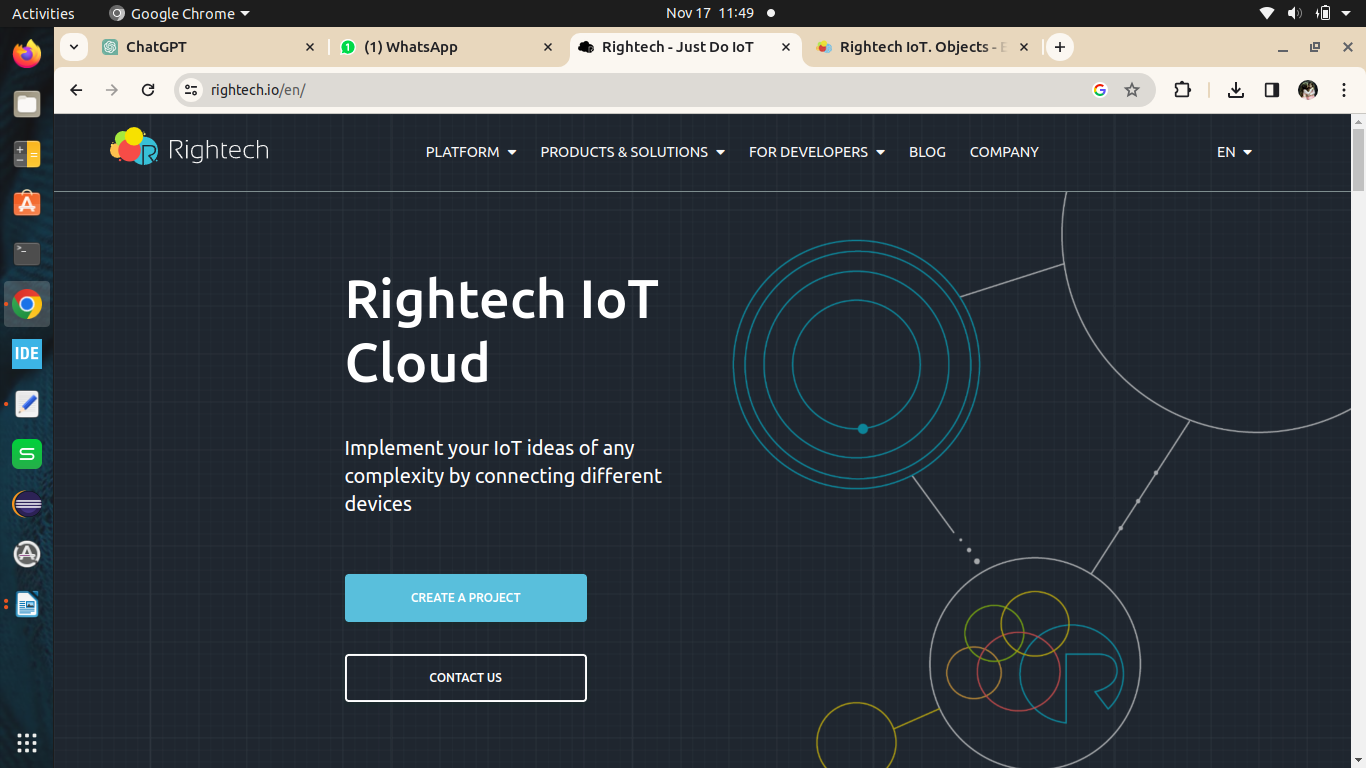 Activities
Google Chrome
Nov 17 11:49
ChatGPT
(1) WhatsApp
Rightech - Just Do IoT
Rightech IoT. Objects -
rightech.io/en/
Rightech
PLATFORM
PRODUCTS & SOLUTIONS
FOR DEVELOPERS
BLOG
COMPANY
EN
IDE
S
Rightech IoT
Cloud
Implement your IoT ideas of any
complexity by connecting different
devices
CREATE A PROJECT
CONTACT US